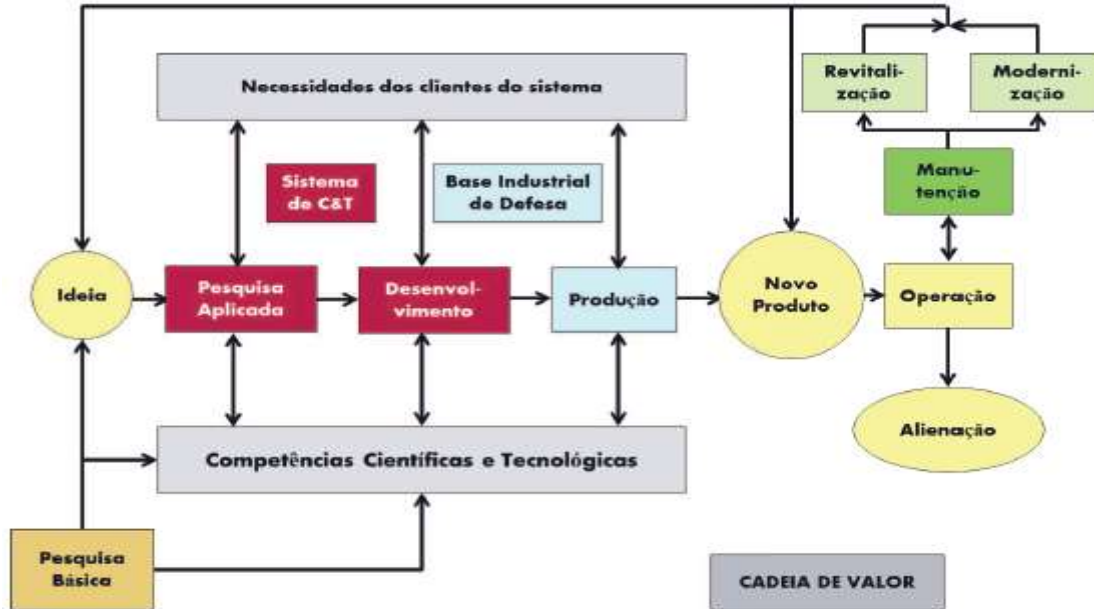 Revitali-
zação
Moderni-
zação
Necessidades dos clientes do sistema
Sistema
de C&T
Base Industrial
de Defesa
Manu-
tenção
Ideia
Pesquisa
Aplicada
Desenvol-
vimento
Produção
Novo
Produto
Operação
Alienação
Competências Científicas e Tecnológicas
Pesquisa
Básica
CADEIA DE VALOR